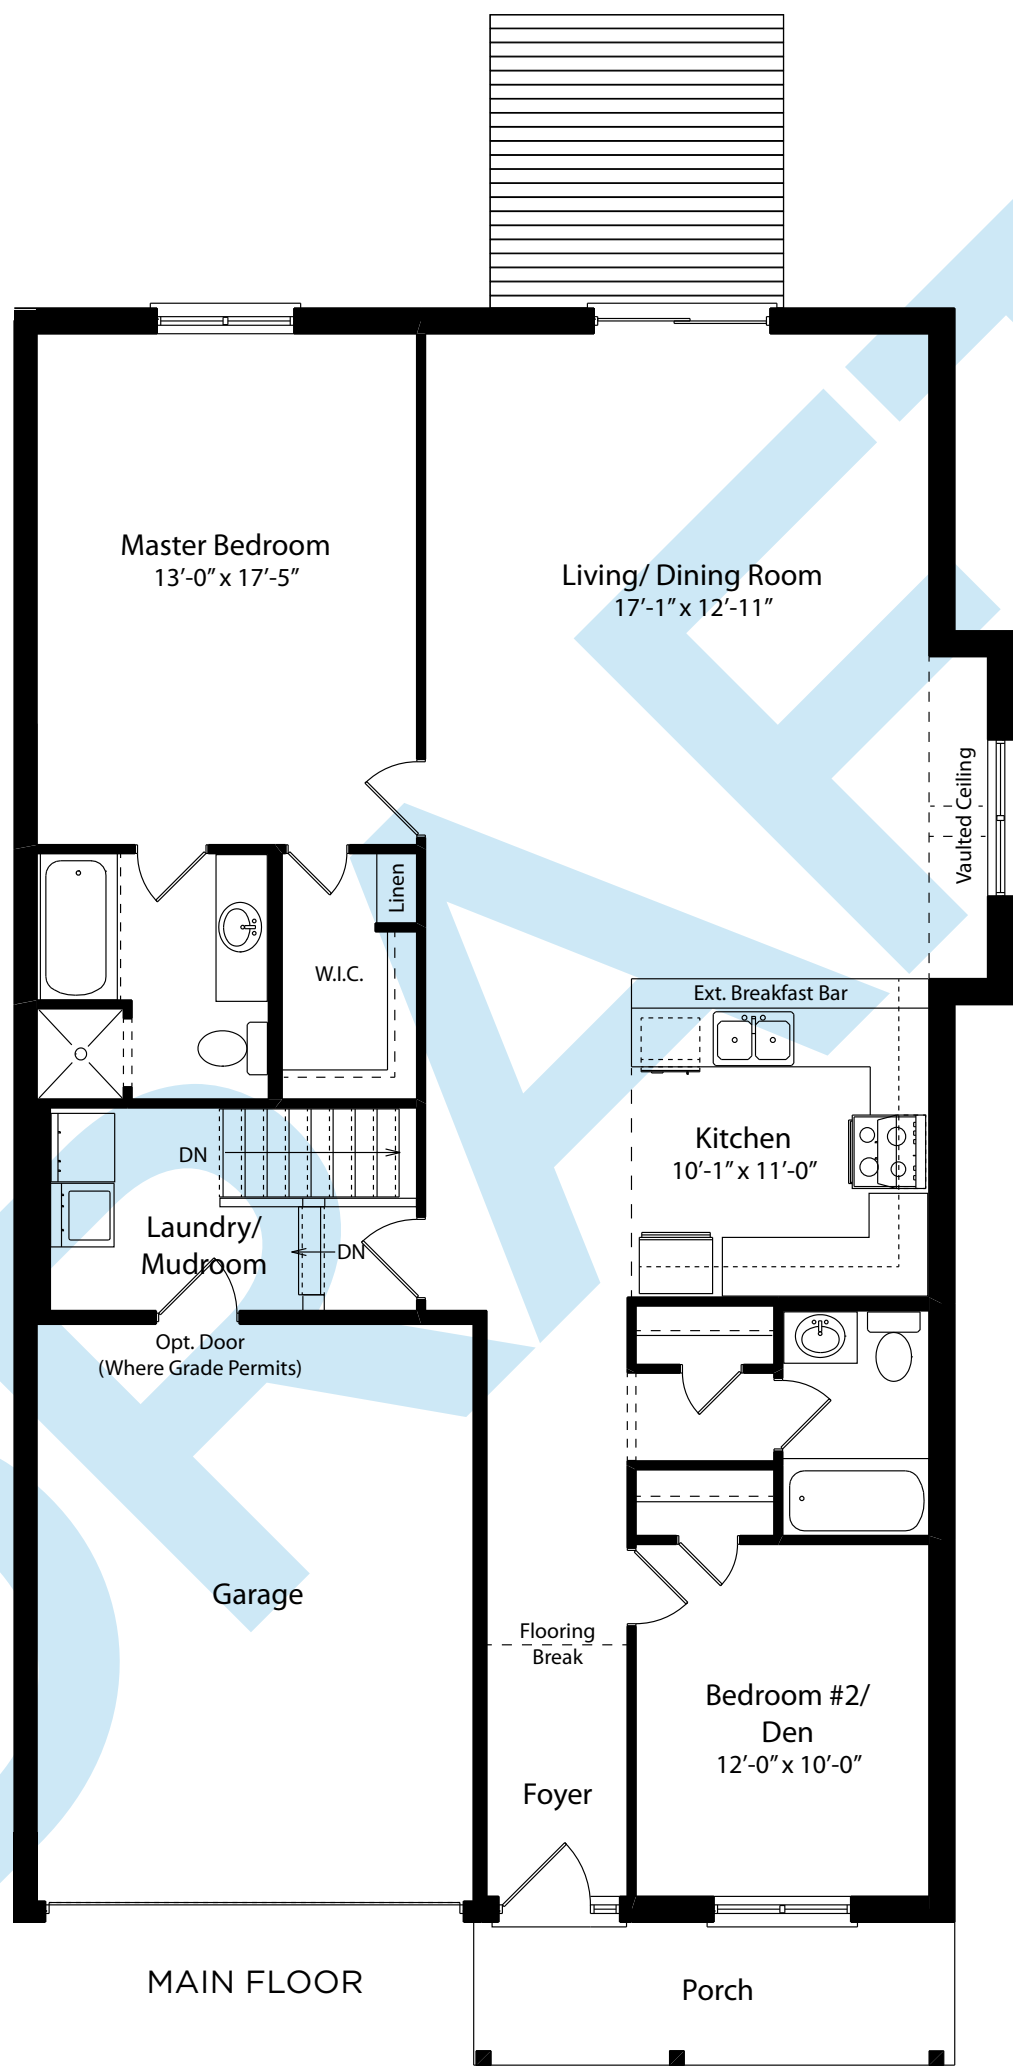 Master Bedroom
13’-0” x 17’-5”
Living/ Dining Room
17’-1” x 12’-11”
Vaulted Ceiling
Linen
W.I.C.
Ext. Breakfast Bar
Kitchen
10’-1” x 11’-0”
DN
Laundry/
Mudroom
DN
Opt. Door
(Where Grade Permits)
Garage
Flooring
Break
Bedroom #2/
Den
12’-0” x 10’-0”
Foyer
MAIN FLOOR
Porch
DRAFT